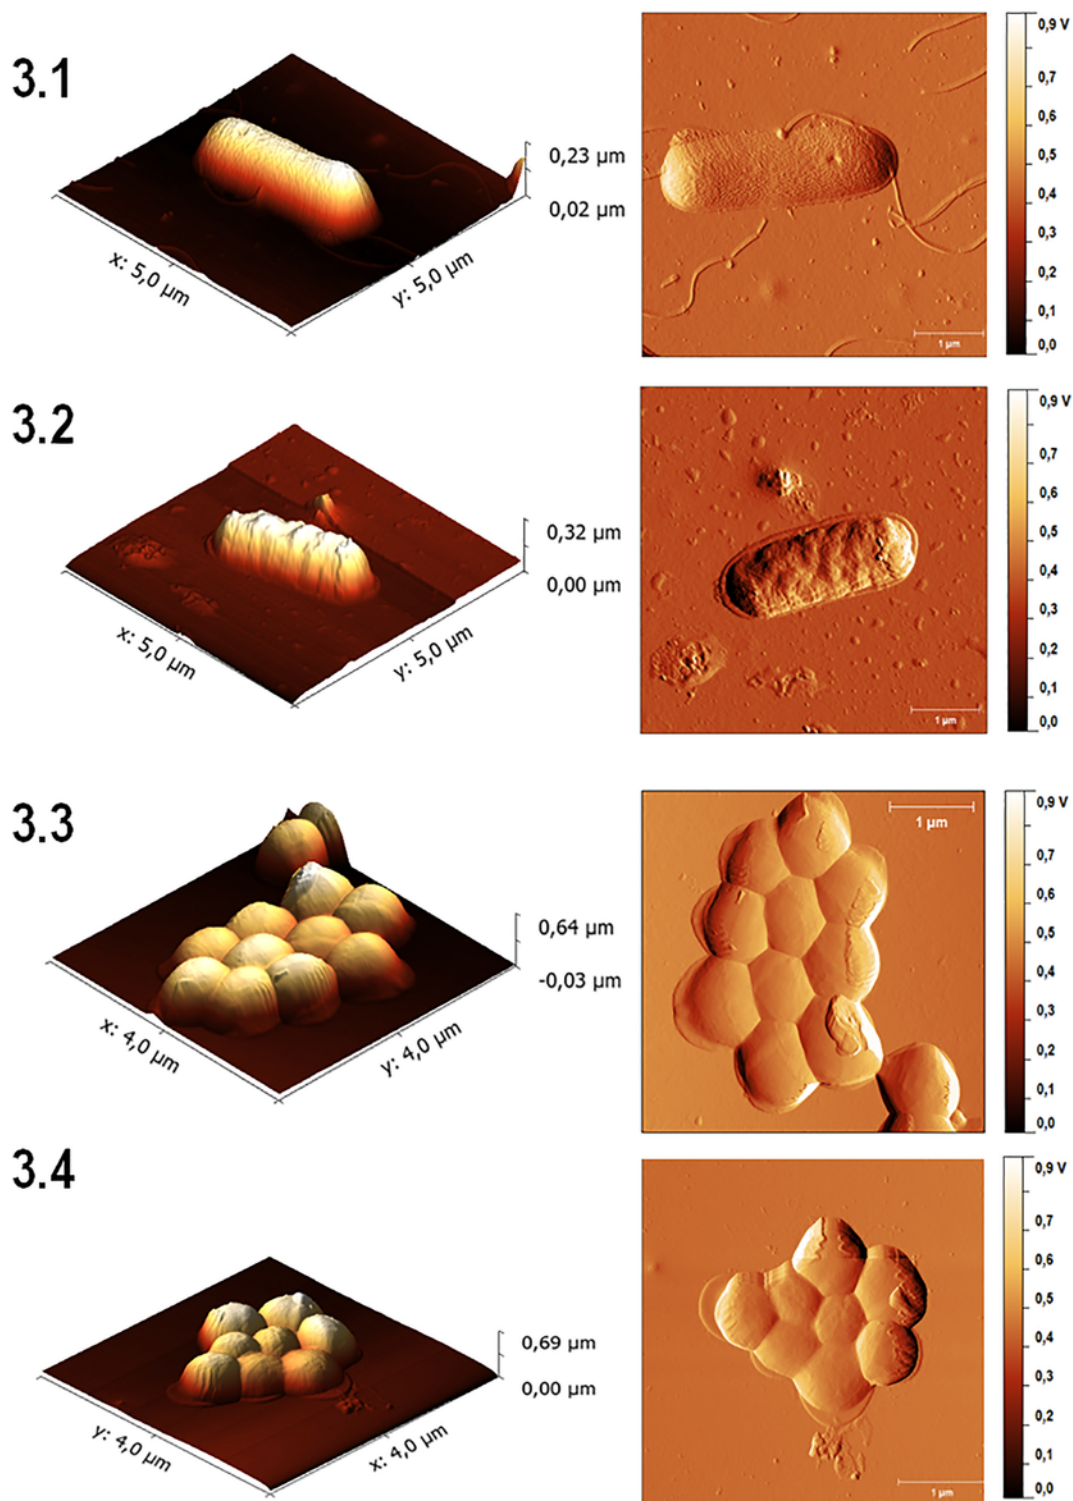 3.1
0,23 µm
0,02 µm
x: 5,0 µm
y: 5,0 µm
1 µm
0,9 V
0,7
0,6
0,5
0,4
0,3
0,2
0,1
0,0
3.2
0,32 µm
0,00 µm
x: 5,0 µm
y: 5,0 µm
1 µm
0,9 V
0,7
0,6
0,5
0,4
0,3
0,2
0,1
0,0
3.3
0,64 µm
-0,03 µm
x: 4,0 µm
y: 4,0 µm
1 µm
0,9 V
0,7
0,6
0,5
0,4
0,3
0,2
0,1
0,0
3.4
0,69 µm
0,00 µm
y: 4,0 µm
x: 4,0 µm
1 µm
0,9 V
0,7
0,6
0,5
0,4
0,3
0,2
0,1
0,0